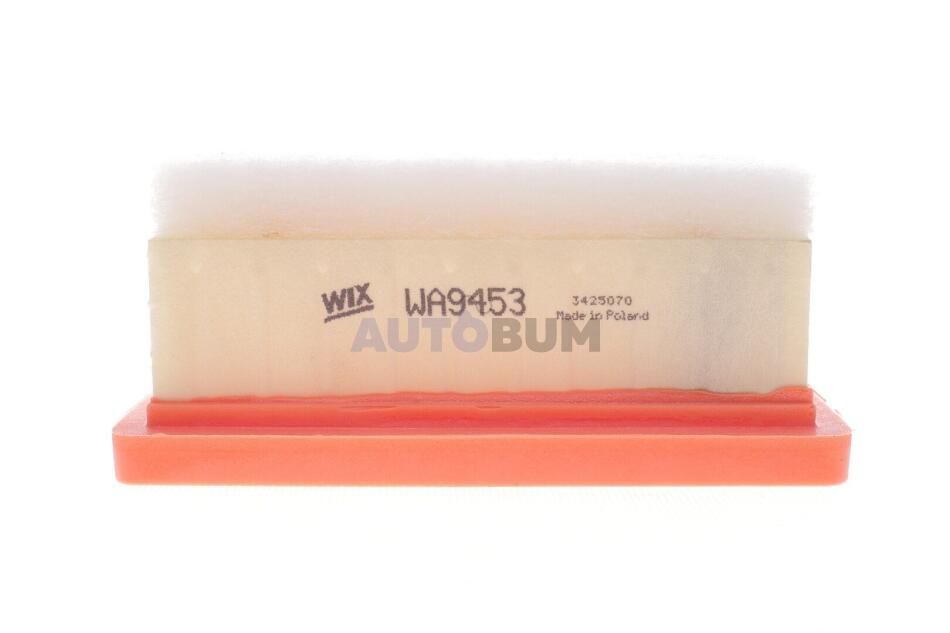 WIX WA9453 3425070
Made in Poland
AUTOBUM